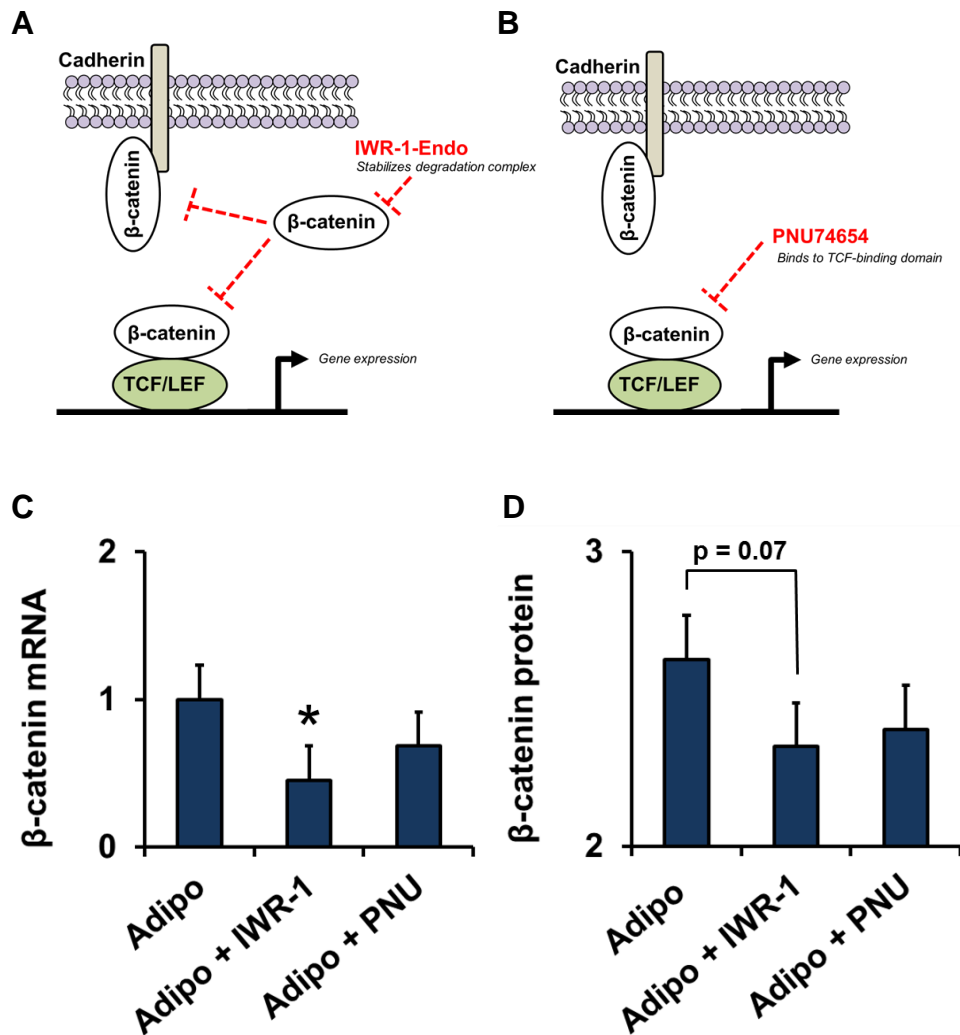 A
Cadherin
β-catenin
IWR-1-Endo
Stabilizes degradation complex
β-catenin
β-catenin
TCF/LEF
Gene expression
B
Cadherin
β-catenin
PNU74654
Binds to TCF-binding domain
β-catenin
TCF/LEF
Gene expression
C
β-catenin mRNA
2
1
0
*
Adipo
Adipo + IWR-1
Adipo + PNU
D
β-catenin protein
3
2
p = 0.07
Adipo
Adipo + IWR-1
Adipo + PNU